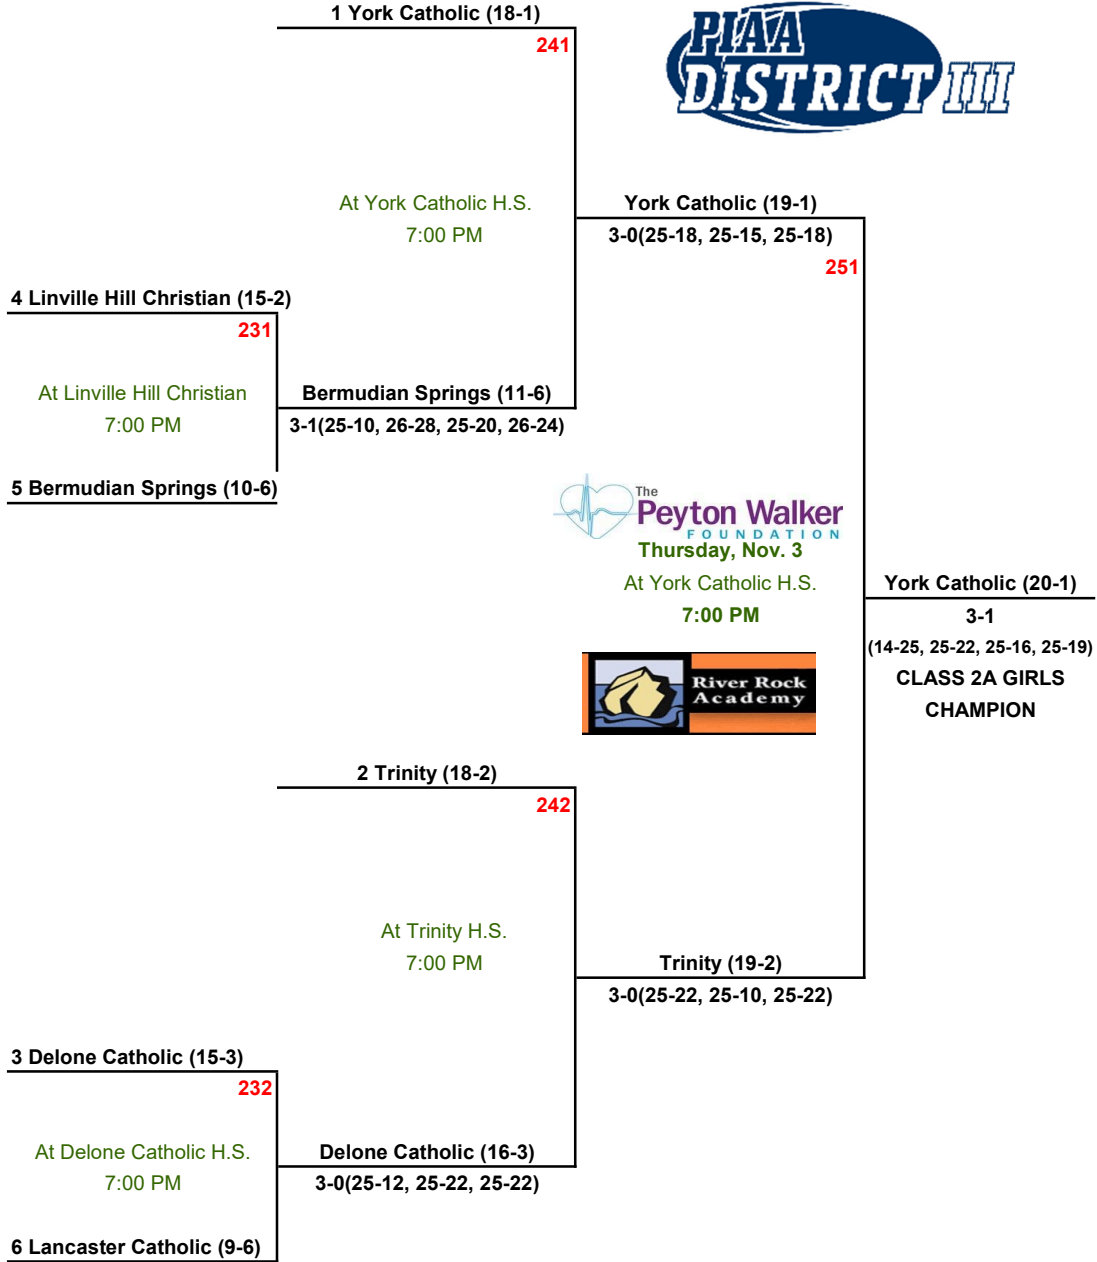 1 York Catholic (18-1)
241
PIAA
DISTRICT III
At York Catholic H.S.
7:00 PM
York Catholic (19-1)
3-0(25-18, 25-15, 25-18)
251
4 Linville Hill Christian (15-2)
231
At Linville Hill Christian
7:00 PM
Bermudian Springs (11-6)
3-1(25-10, 26-28, 25-20, 26-24)
5 Bermudian Springs (10-6)
The
Peyton Walker
FOUNDATION
Thursday, Nov. 3
At York Catholic H.S.
7:00 PM
York Catholic (20-1)
3-1
(14-25, 25-22, 25-16, 25-19)
CLASS 2A GIRLS
CHAMPION
River Rock
Academy
2 Trinity (18-2)
242
At Trinity H.S.
7:00 PM
Trinity (19-2)
3-0(25-22, 25-10, 25-22)
3 Delone Catholic (15-3)
232
At Delone Catholic H.S.
7:00 PM
Delone Catholic (16-3)
3-0(25-12, 25-22, 25-22)
6 Lancaster Catholic (9-6)